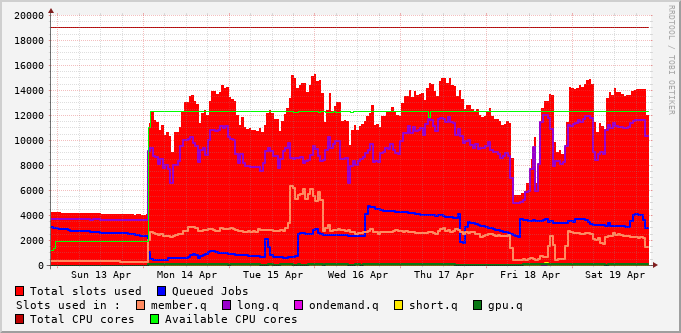 RRDTOOL / TOBI OETIKER
20000
18000
16000
14000
12000
10000
8000
6000
4000
2000
0
Sun 13 Apr Mon 14 Apr Tue 15 Apr Wed 16 Apr Thu 17 Apr Fri 18 Apr Sat 19 Apr
Total slots used Queued Jobs
Slots used in : member.q long.q ondemand.q short.q gpu.q
Total CPU cores Available CPU cores